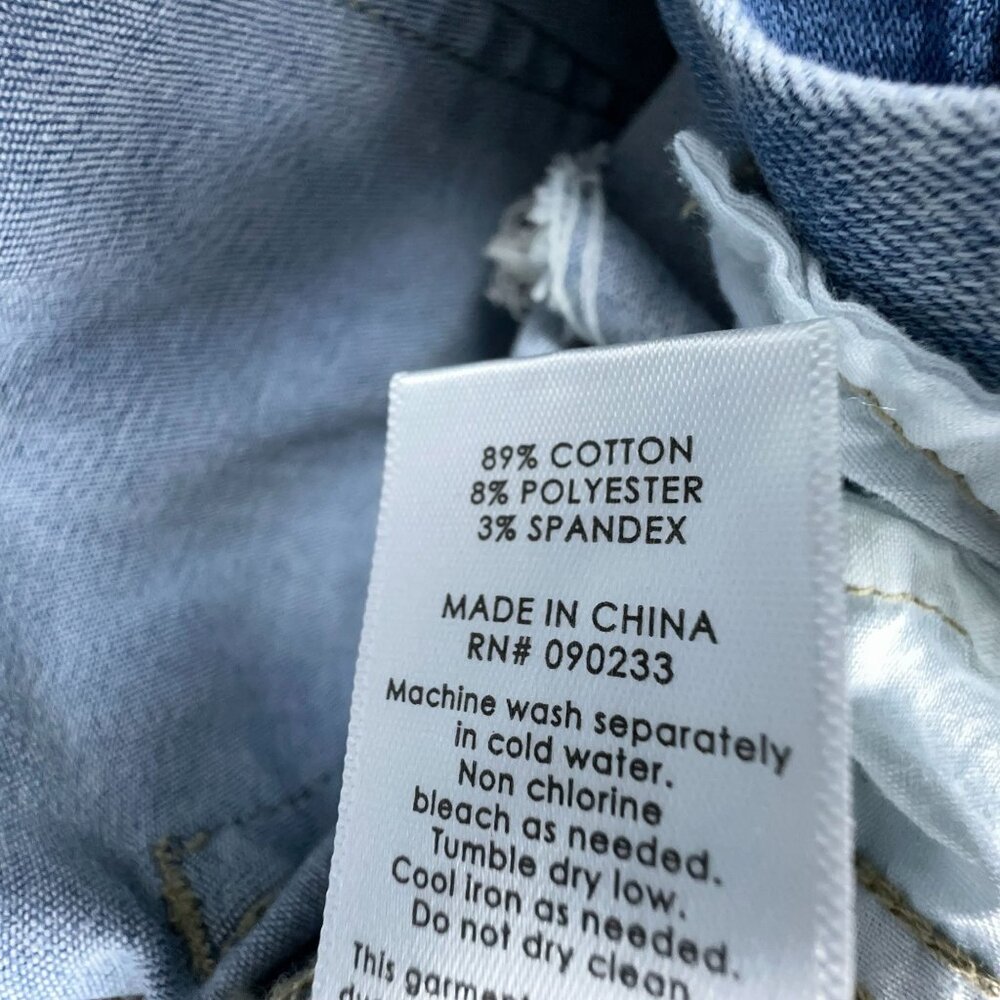 89% COTTON
8% POLYESTER
3% SPANDEX
MADE IN CHINA
RN# 090233
Machine wash separately
in cold water.
Non chlorine
bleach as needed.
Tumble dry low.
Cool iron as needed.
Do not dry clean
This